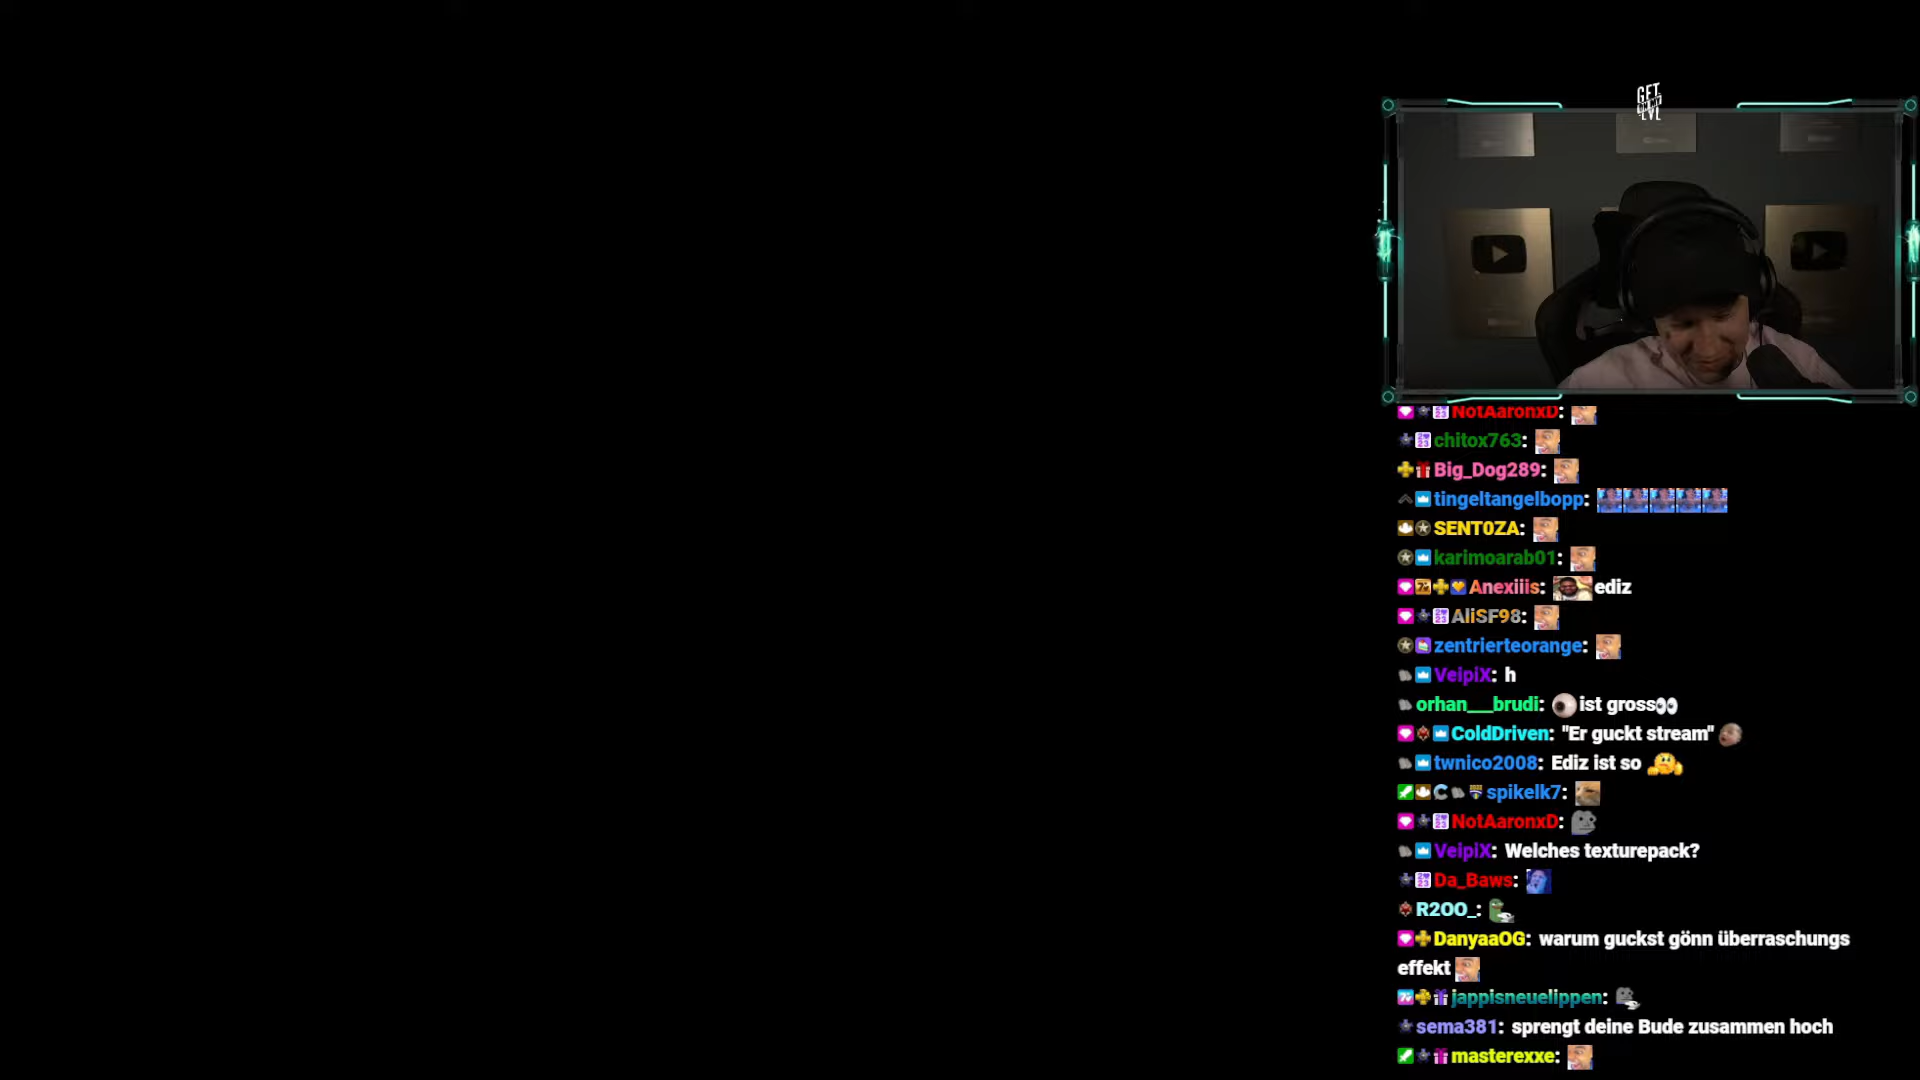 GET
LVL
NotAaronxD:
chitox763:
Big_Dog289:
tingeltangelbopp:
SENT0ZA:
karimoarab01:
Anexiiis: ediz
AliSF98:
zentrierteorange:
VeipiX: h
orhan__brudi: ist gross
ColdDriven: "Er guckt stream"
twnico2008: Ediz ist so
spikelk7:
NotAaronxD:
VeipiX: Welches texturepack?
Da_Baws:
R2OO_:
DanyaaOG: warum guckst gönn überraschungs
effekt
jappisneuelippen:
sema381: sprengt deine Bude zusammen hoch
masterexxe: